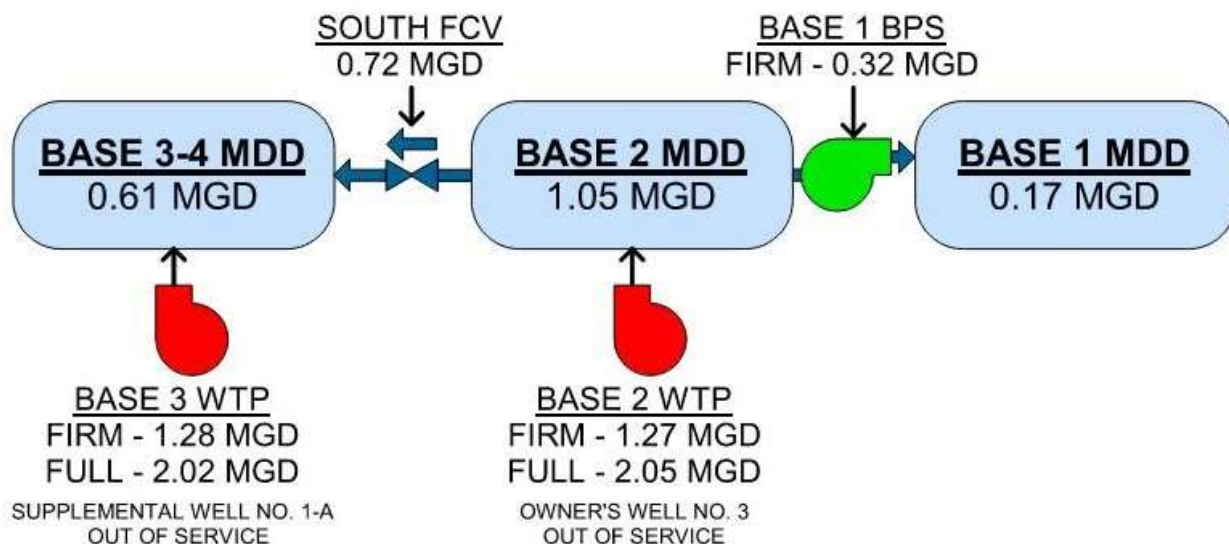 SOUTH FCV
0.72 MGD
BASE 1 BPS
FIRM - 0.32 MGD
BASE 3-4 MDD
0.61 MGD
BASE 2 MDD
1.05 MGD
BASE 1 MDD
0.17 MGD
BASE 3 WTP
FIRM - 1.28 MGD
FULL - 2.02 MGD
SUPPLEMENTAL WELL NO. 1-A
OUT OF SERVICE
BASE 2 WTP
FIRM - 1.27 MGD
FULL - 2.05 MGD
OWNER'S WELL NO. 3
OUT OF SERVICE